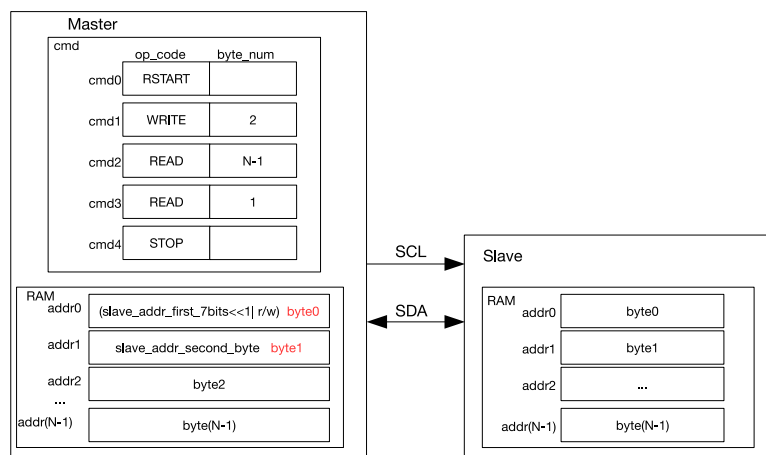 Master
cmd
op_code byte_num
cmd0 RSTART
cmd1 WRITE 2
cmd2 READ N-1
cmd3 READ 1
cmd4 STOP
RAM
addr0 (slave_addr_first_7bits<<1| r/w) byte0
addr1 slave_addr_second_byte byte1
addr2 byte2
...
addr(N-1) byte(N-1)
SCL
SDA
Slave
RAM
addr0 byte0
addr1 byte1
addr2 ...
addr(N-1) byte(N-1)